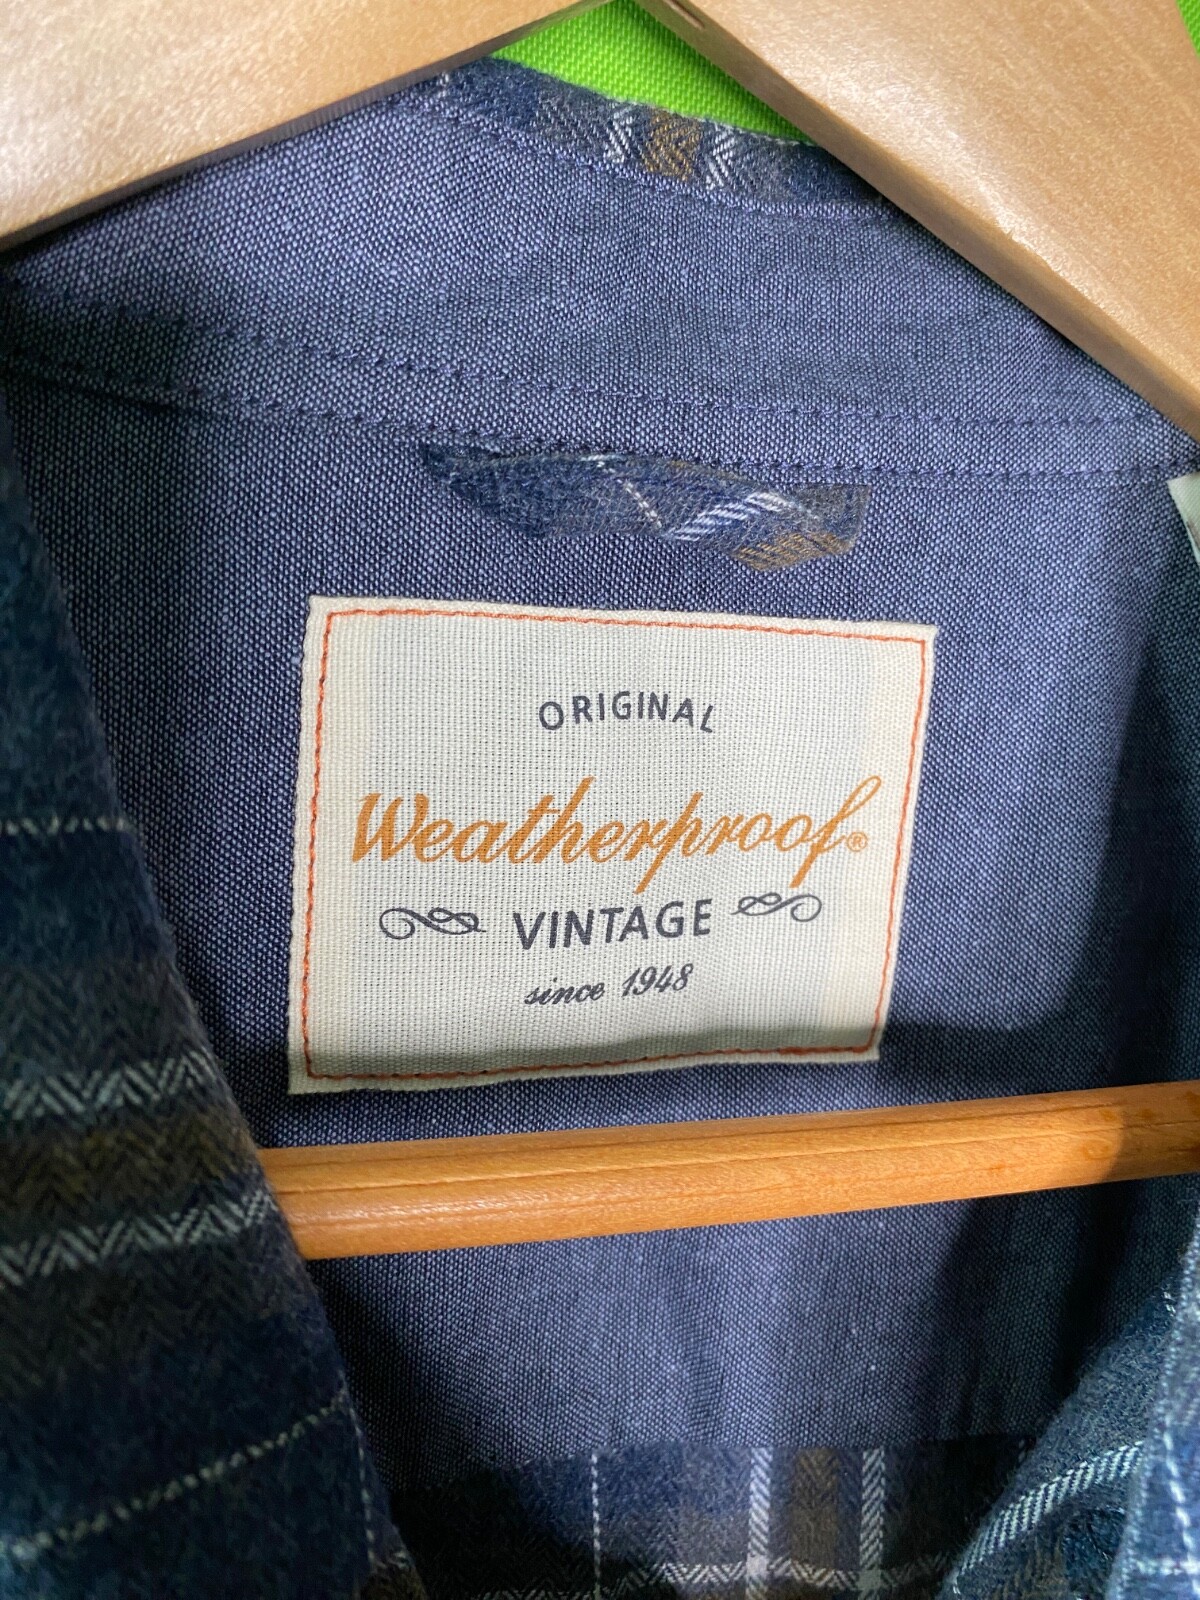 ORIGINAL
Weatherproof®
VINTAGE
since 1948